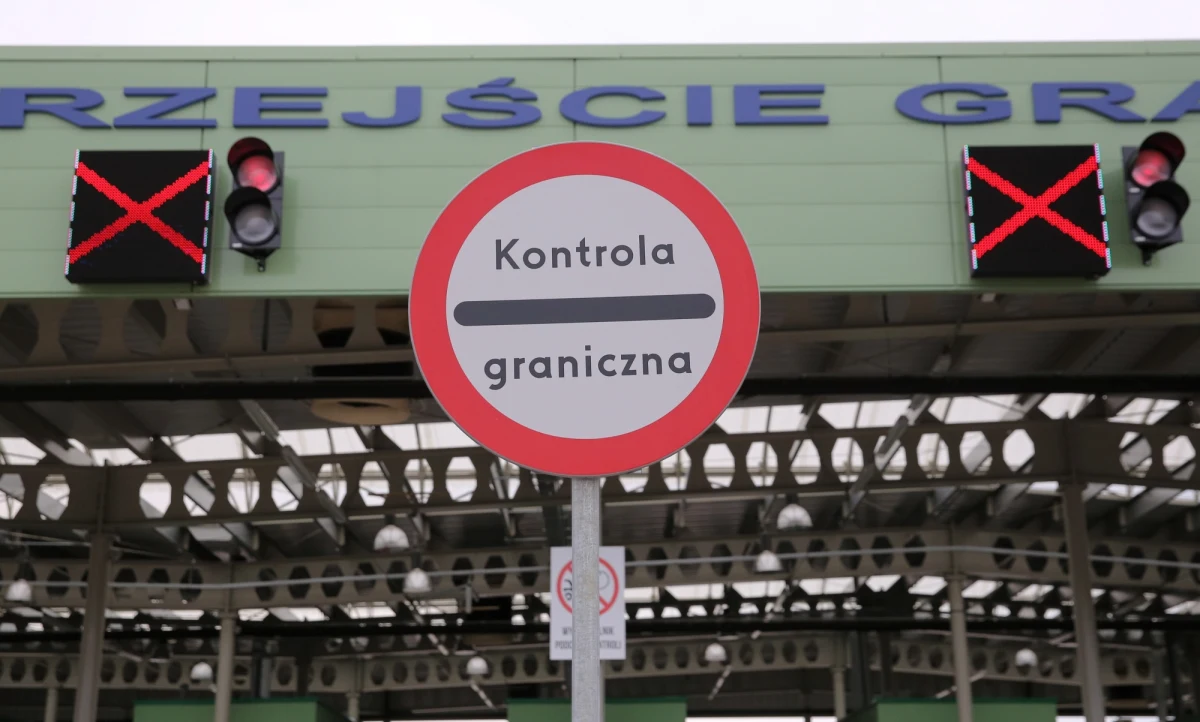 RZEJŚCIE GRA
Kontrola
graniczna